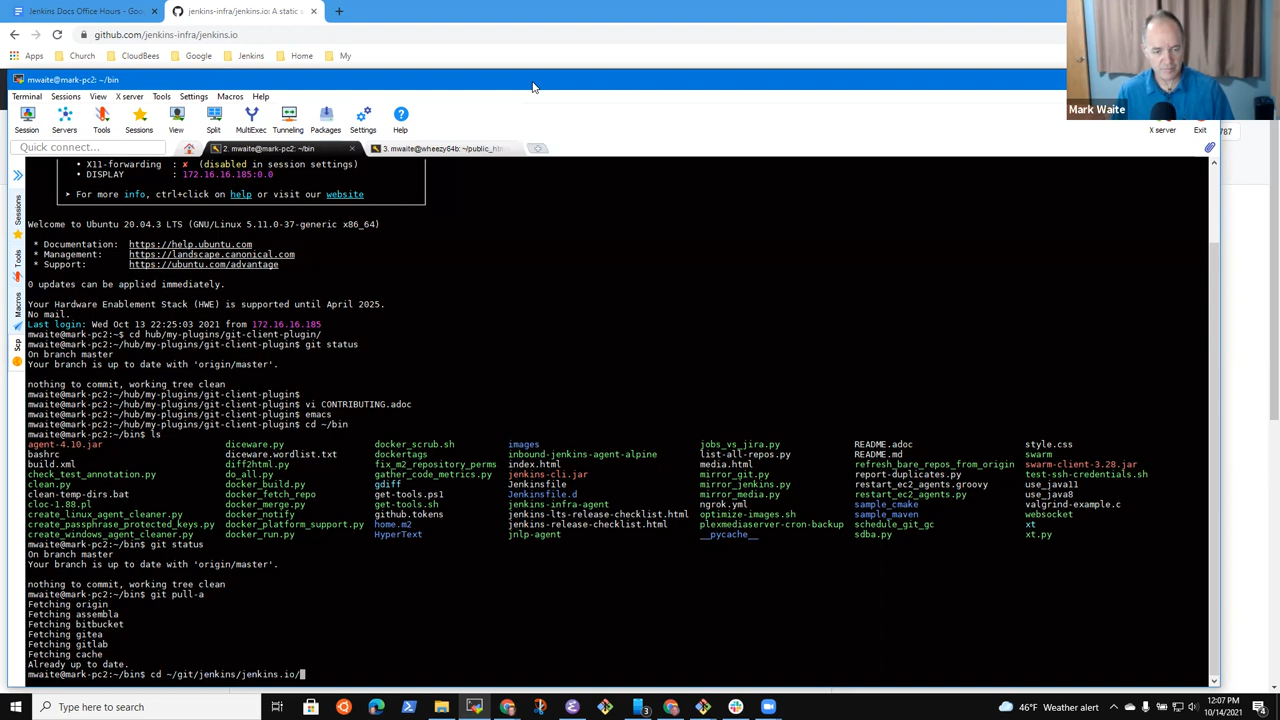 Jenkins Docs Office Hours - Goog
jenkins-infra/jenkins.io: A static s
github.com/jenkins-infra/jenkins.io
Apps Church CloudBees Google Jenkins Home My
mwaite@mark-pc2: ~/bin
Terminal Sessions View X server Tools Settings Macros Help
Session Servers Tools Sessions View Split MultiExec Tunneling Packages Settings Help X server Exit
787
Mark Waite
Quick connect...
2. mwaite@mark-pc2: ~/bin
3. mwaite@wheezy64b: ~/public_htm
Sessions
Tools
Macros
Scp
• X11-forwarding : ✘ (disabled in session settings)
• DISPLAY : 172.16.16.185:0.0
➤ For more info, ctrl+click on help or visit our website
Welcome to Ubuntu 20.04.3 LTS (GNU/Linux 5.11.0-37-generic x86_64)
* Documentation: https://help.ubuntu.com
* Management: https://landscape.canonical.com
* Support: https://ubuntu.com/advantage
0 updates can be applied immediately.
Your Hardware Enablement Stack (HWE) is supported until April 2025.
No mail.
Last login: Wed Oct 13 22:25:03 2021 from 172.16.16.185
mwaite@mark-pc2:~$ cd hub/my-plugins/git-client-plugin/
mwaite@mark-pc2:~/hub/my-plugins/git-client-plugin$ git status
On branch master
Your branch is up to date with 'origin/master'.
nothing to commit, working tree clean
mwaite@mark-pc2:~/hub/my-plugins/git-client-plugin$
mwaite@mark-pc2:~/hub/my-plugins/git-client-plugin$ vi CONTRIBUTING.adoc
mwaite@mark-pc2:~/hub/my-plugins/git-client-plugin$ emacs
mwaite@mark-pc2:~/hub/my-plugins/git-client-plugin$ cd ~/bin
mwaite@mark-pc2:~/bin$ ls
agent-4.10.jar diceware.py docker_scrub.sh images jobs_vs_jira.py README.adoc style.css
bashrc diceware.wordlist.txt dockertags inbound-jenkins-agent-alpine list-all-repos.py README.md swarm
build.xml diff2html.py fix_m2_repository_perms index.html media.html refresh_bare_repos_from_origin swarm-client-3.28.jar
check_test_annotation.py do_all.py gather_code_metrics.py jenkins-cli.jar mirror_git.py report-duplicates.py test-ssh-credentials.sh
clean.py docker_build.py gdiff Jenkinsfile mirror_jenkins.py restart_ec2_agents.groovy use_java11
clean-temp-dirs.bat docker_fetch_repo get-tools.ps1 Jenkinsfile.d mirror_media.py restart_ec2_agents.py use_java8
cloc-1.88.pl docker_merge.py get-tools.sh jenkins-infra-agent ngrok.yml sample_cmake valgrind-example.c
create_linux_agent_cleaner.py docker_notify github.tokens jenkins-lts-release-checklist.html optimize-images.sh sample_maven websocket
create_passphrase_protected_keys.py docker_platform_support.py home.m2 jenkins-release-checklist.html plexmediaserver-cron-backup schedule_git_gc xt
create_windows_agent_cleaner.py docker_run.py HyperText jnlp-agent __pycache__ sdba.py xt.py
mwaite@mark-pc2:~/bin$ git status
On branch master
Your branch is up to date with 'origin/master'.
nothing to commit, working tree clean
mwaite@mark-pc2:~/bin$ git pull-a
Fetching origin
Fetching assembla
Fetching bitbucket
Fetching gitea
Fetching gitlab
Fetching cache
Already up to date.
mwaite@mark-pc2:~/bin$ cd ~/git/jenkins/jenkins.io/
Type here to search
3
46°F Weather alert
12:07 PM
10/14/2021
4